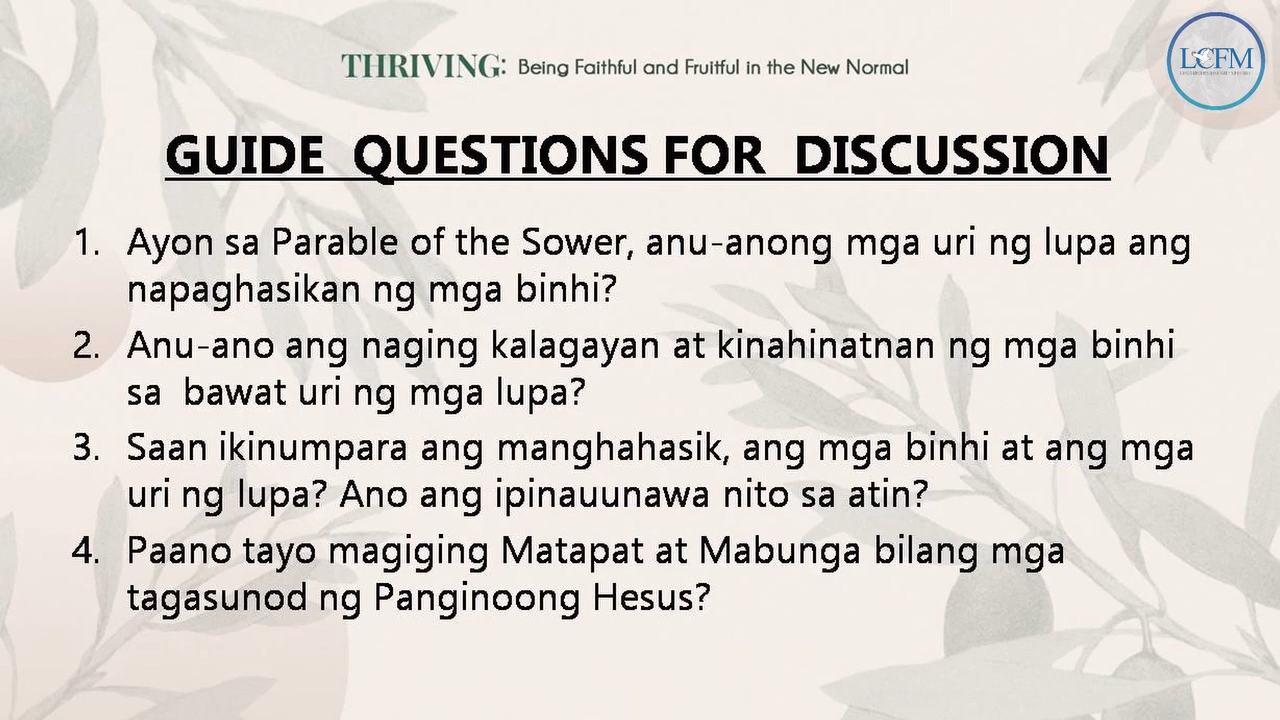 THRIVING: Being Faithful and Fruitful in the New Normal
LCFM
GUIDE QUESTIONS FOR DISCUSSION
1. Ayon sa Parable of the Sower, anu-anong mga uri ng lupa ang
napaghasikan ng mga binhi?
2. Anu-ano ang naging kalagayan at kinahinatnan ng mga binhi
sa bawat uri ng mga lupa?
3. Saan ikinumpara ang manghahasik, ang mga binhi at ang mga
uri ng lupa? Ano ang ipinauunawa nito sa atin?
4. Paano tayo magiging Matapat at Mabunga bilang mga
tagasunod ng Panginoong Hesus?